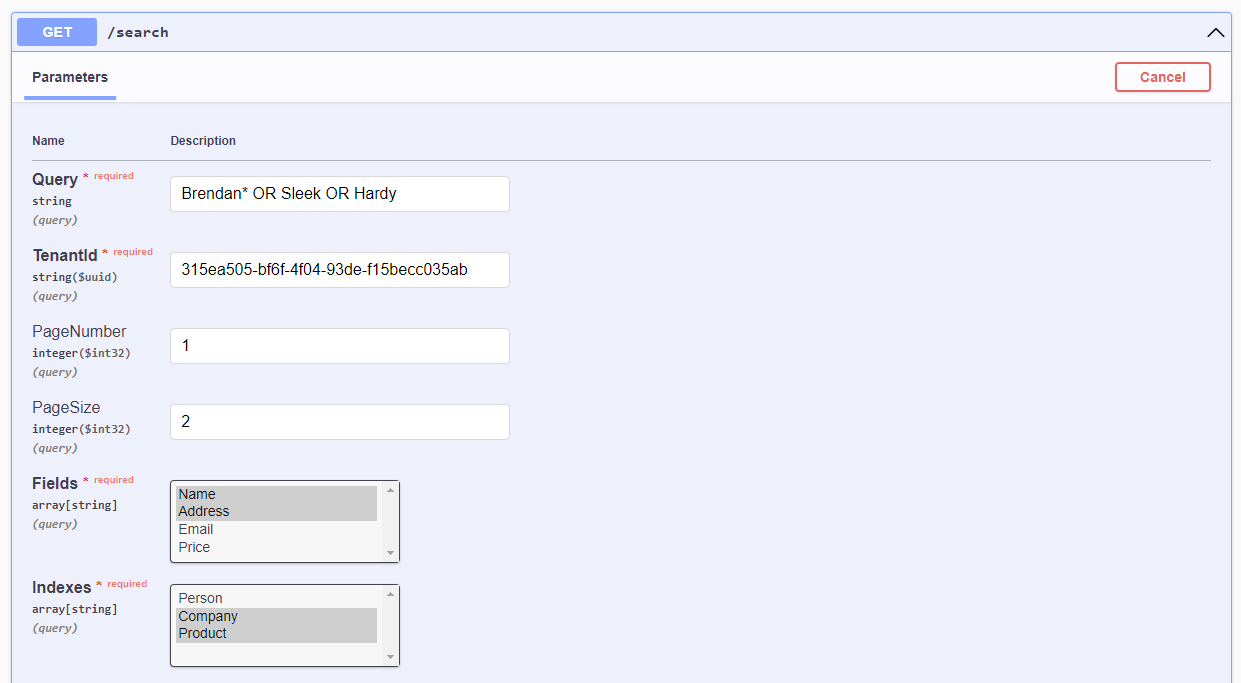 GET /search
Parameters
Cancel
Name Description
Query * required
string
(query)
Brendan* OR Sleek OR Hardy
TenantId * required
string($uuid)
(query)
315ea505-bf6f-4f04-93de-f15becc035ab
PageNumber
integer($int32)
(query)
1
PageSize
integer($int32)
(query)
2
Fields * required
array[string]
(query)
Name
Address
Email
Price
Indexes * required
array[string]
(query)
Person
Company
Product